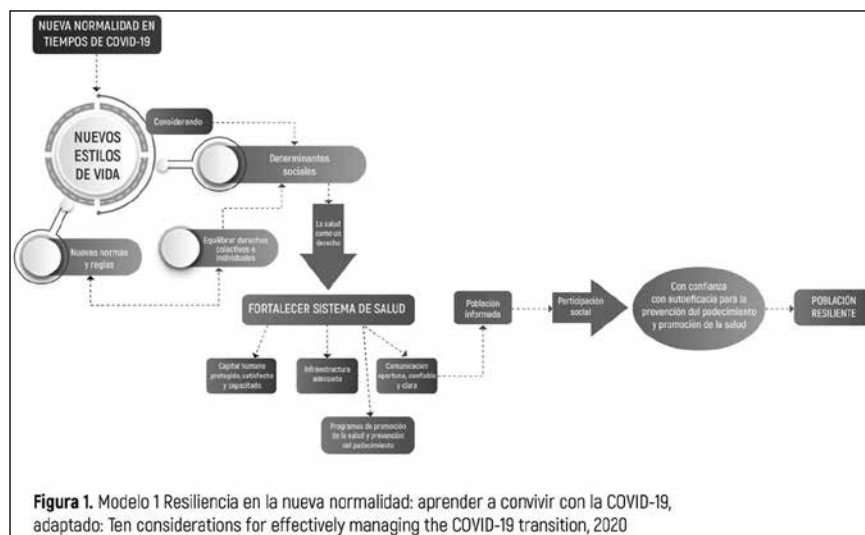 NUEVA NORMALIDAD EN
TIEMPOS DE COVID-19
NUEVOS
ESTILOS
DE VIDA
Considerando
Determinantes
sociales
Nuevas normas
y reglas
Equilibrar derechos
colectivos e
individuales
La salud
como un
derecho
FORTALECER SISTEMA DE SALUD
Capital humano
protegido, satisfecho
y capacitado
Infraestructura
adecuada
Comunicación
oportuna, confiable
y clara
Programas de promoción
de la salud y prevención
del padecimiento
Población
informada
Participación
social
Con confianza
con autoeficacia para la
prevención del padecimiento
y promoción de la salud
POBLACIÓN
RESILIENTE
Figura 1. Modelo 1 Resiliencia en la nueva normalidad: aprender a convivir con la COVID-19,
adaptado: Ten considerations for effectively managing the COVID-19 transition, 2020